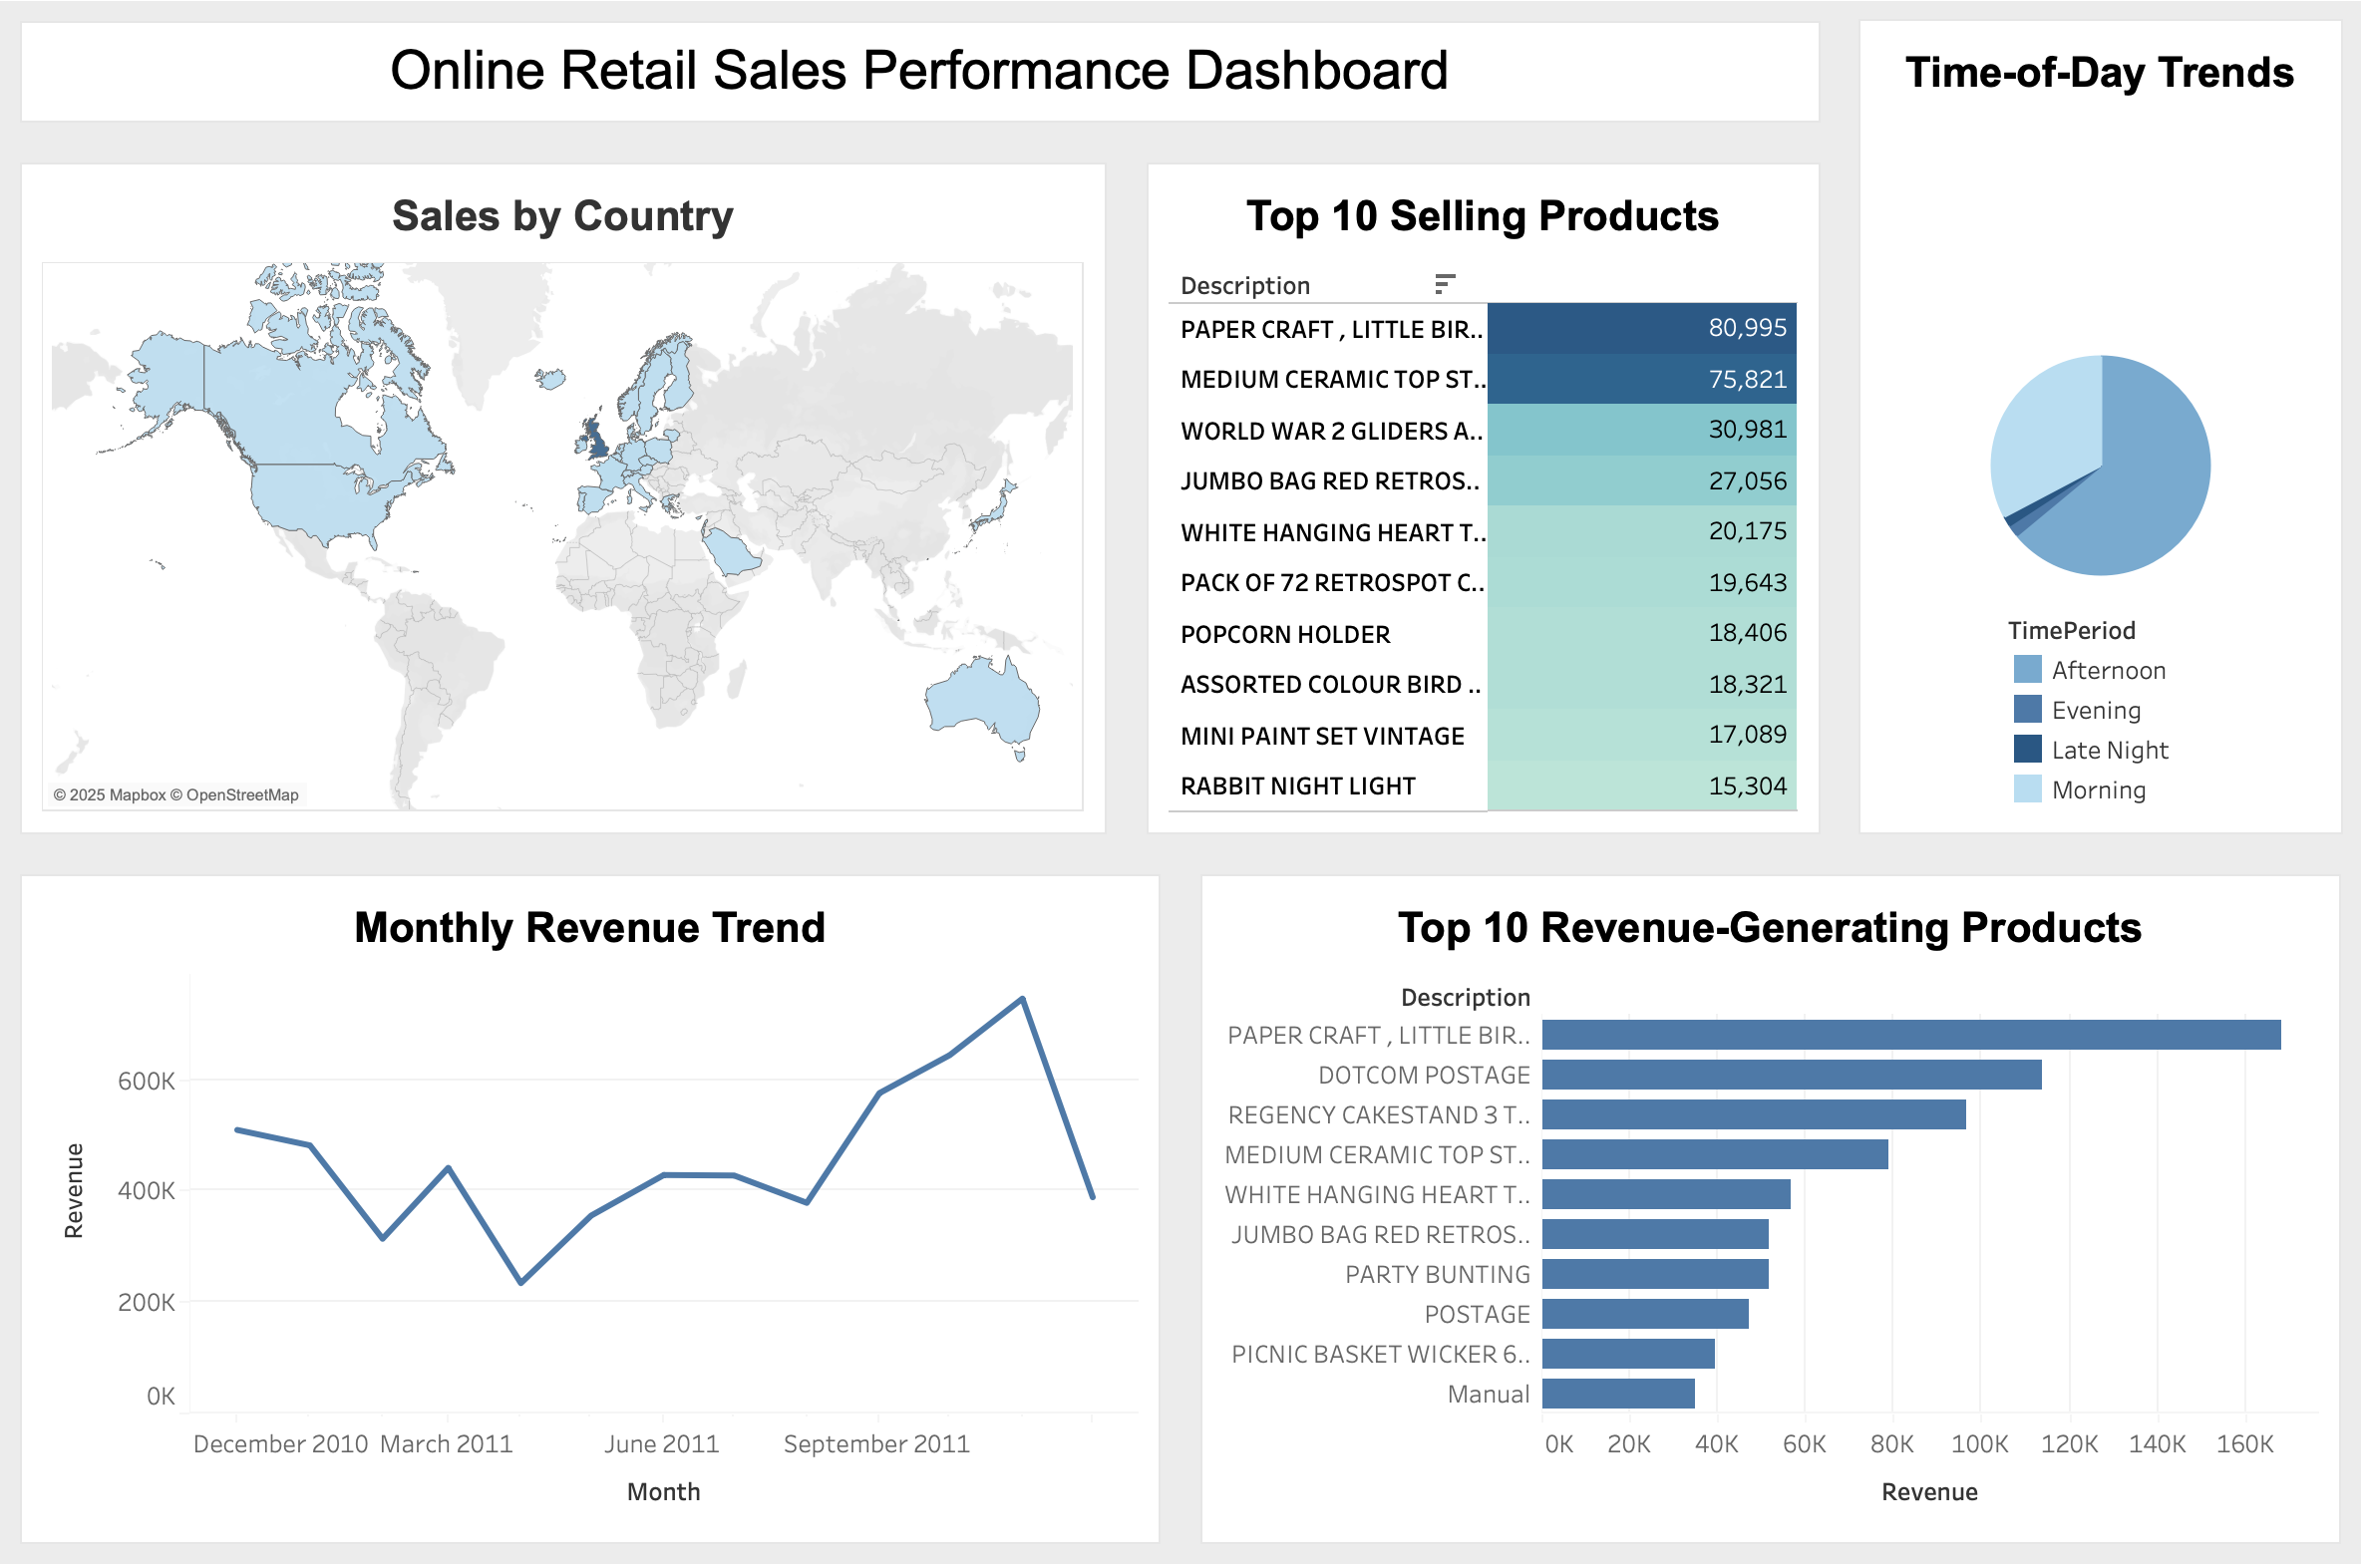 Online Retail Sales Performance Dashboard
Time-of-Day Trends
TimePeriod
Afternoon
Evening
Late Night
Morning
Sales by Country
© 2025 Mapbox © OpenStreetMap
Top 10 Selling Products
Description
PAPER CRAFT , LITTLE BIR.. 80,995
MEDIUM CERAMIC TOP ST.. 75,821
WORLD WAR 2 GLIDERS A.. 30,981
JUMBO BAG RED RETROS.. 27,056
WHITE HANGING HEART T.. 20,175
PACK OF 72 RETROSPOT C.. 19,643
POPCORN HOLDER 18,406
ASSORTED COLOUR BIRD .. 18,321
MINI PAINT SET VINTAGE 17,089
RABBIT NIGHT LIGHT 15,304
Monthly Revenue Trend
Revenue
600K
400K
200K
0K
December 2010 March 2011 June 2011 September 2011
Month
Top 10 Revenue-Generating Products
Description
PAPER CRAFT , LITTLE BIR..
DOTCOM POSTAGE
REGENCY CAKESTAND 3 T..
MEDIUM CERAMIC TOP ST..
WHITE HANGING HEART T..
JUMBO BAG RED RETROS..
PARTY BUNTING
POSTAGE
PICNIC BASKET WICKER 6..
Manual
0K 20K 40K 60K 80K 100K 120K 140K 160K
Revenue